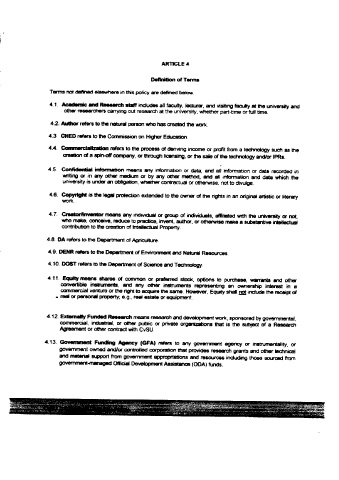 ARTICLE 4
Definition of Terms
Terms not defined elsewhere in this policy are defined below.
4.1. Academic and Research staff includes all faculty, lecturer, and visiting faculty at the university and
other researchers carrying out research at the university, whether part-time or full time.
4.2. Author refers to the natural person who has created the work.
4.3 CHED refers to the Commission on Higher Education
4.4. Commercialization refers to the process of deriving income or profit from a technology such as the
creation of a spin-off company, or through licensing, or the sale of the technology and/or IPRs.
4.5. Confidential information means any information or data, and all information or data recorded in
writing or in any other medium or by any other method, and all information and data which the
university is under an obligation, whether contractual or otherwise, not to divulge.
4.6. Copyright is the legal protection extended to the owner of the rights in an original artistic or literary
work.
4.7. Creator/Inventor means any individual or group of individuals, affiliated with the university or not,
who make, conceive, reduce to practice, invent, author, or otherwise make a substantive intellectual
contribution to the creation of Intellectual Property.
4.8. DA refers to the Department of Agriculture
4.9. DENR refers to the Department of Environment and Natural Resources
4.10. DOST refers to the Department of Science and Technology
4.11. Equity means shares of common or preferred stock, options to purchase, warrants and other
convertible instruments, and any other instruments representing an ownership interest in a
commercial venture or the right to acquire the same. However, Equity shall not include the receipt of
real or personal property, e.g., real estate or equipment.
4.12 Externally Funded Research means research and development work, sponsored by governmental,
commercial, industrial, or other public or private organizations that is the subject of a Research
Agreement or other contract with CvSU
4.13. Government Funding Agency (GFA) refers to any government agency or instrumentality, or
government owned and/or controlled corporation that provides research grants and other technical
and material support from government appropriations and resources including those sourced from
government-managed Official Development Assistance (ODA) funds.